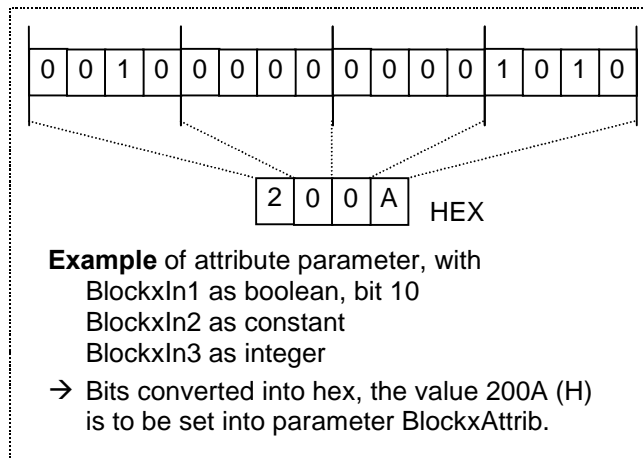 0 0 1 0 0 0 0 0 0 0 0 0 1 0 1 0
2 0 0 A HEX
Example of attribute parameter, with
BlockxIn1 as boolean, bit 10
BlockxIn2 as constant
BlockxIn3 as integer
→ Bits converted into hex, the value 200A (H)
is to be set into parameter BlockxAttrib.